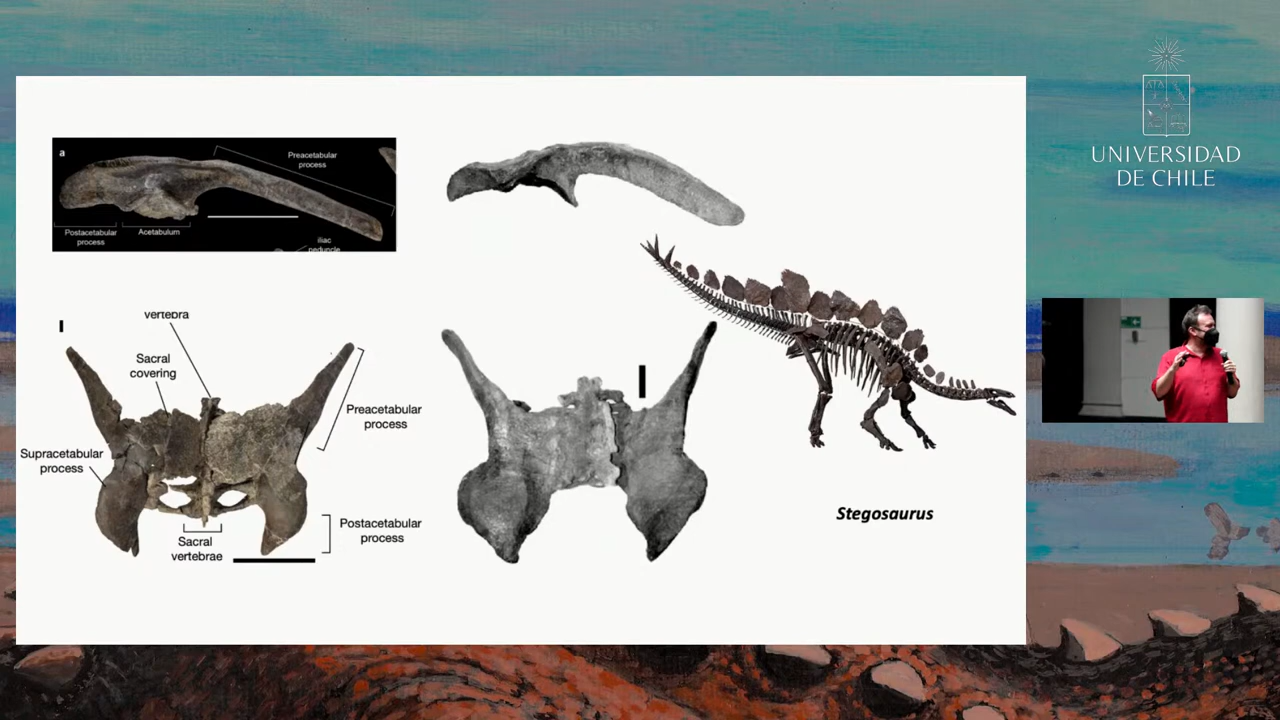 a
Preacetabular
process
Postacetabular
process
Acetabulum
iliac
peduncle
vertebra
Sacral
covering
Preacetabular
process
Supracetabular
process
Postacetabular
process
Sacral
vertebrae
Stegosaurus
UNIVERSIDAD
DE CHILE